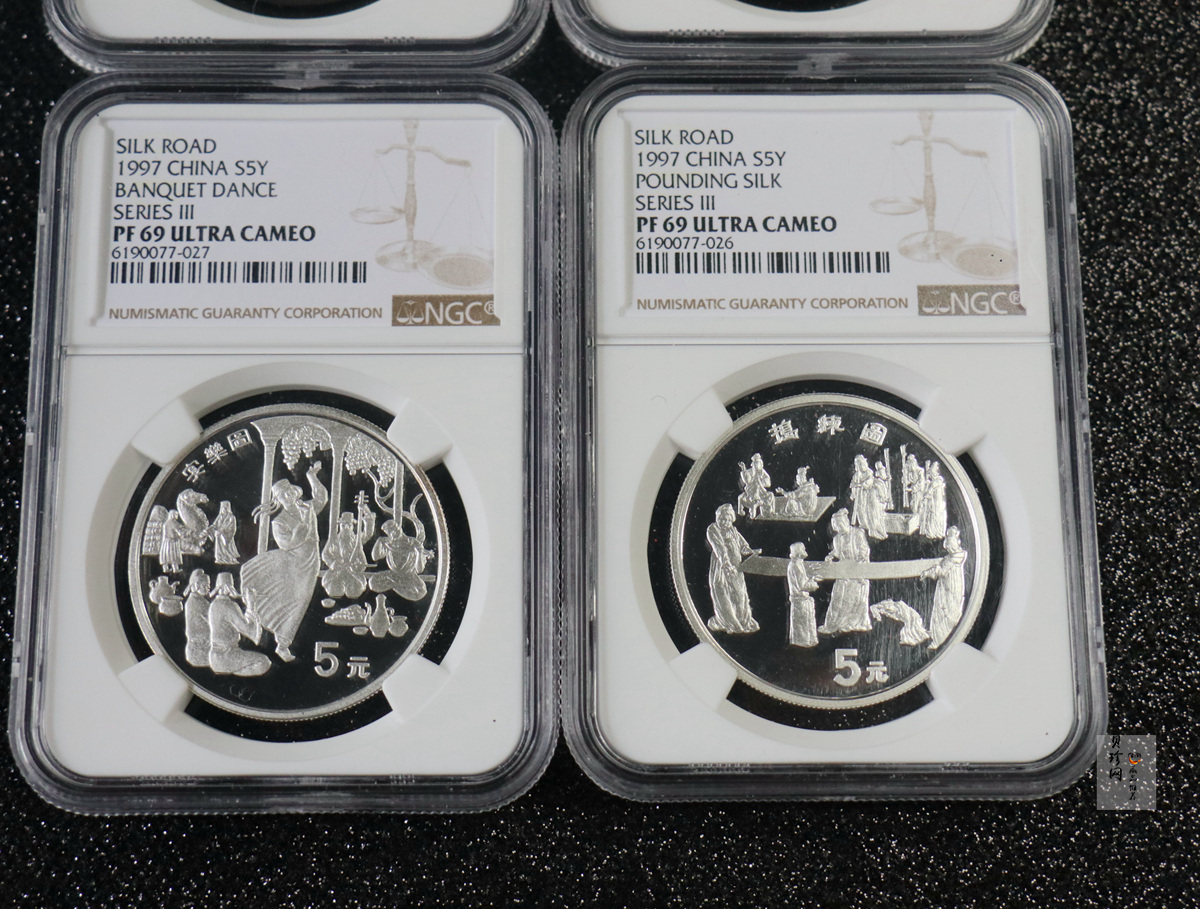 SILK ROAD
1997 CHINA S5Y
BANQUET DANCE
SERIES III
PF 69 ULTRA CAMEO
6190077-027
NUMISMATIC GUARANTY CORPORATION
NGC®
宴樂圖
5元
SILK ROAD
1997 CHINA S5Y
POUNDING SILK
SERIES III
PF 69 ULTRA CAMEO
6190077-026
NUMISMATIC GUARANTY CORPORATION
NGC®
搗練圖
5元